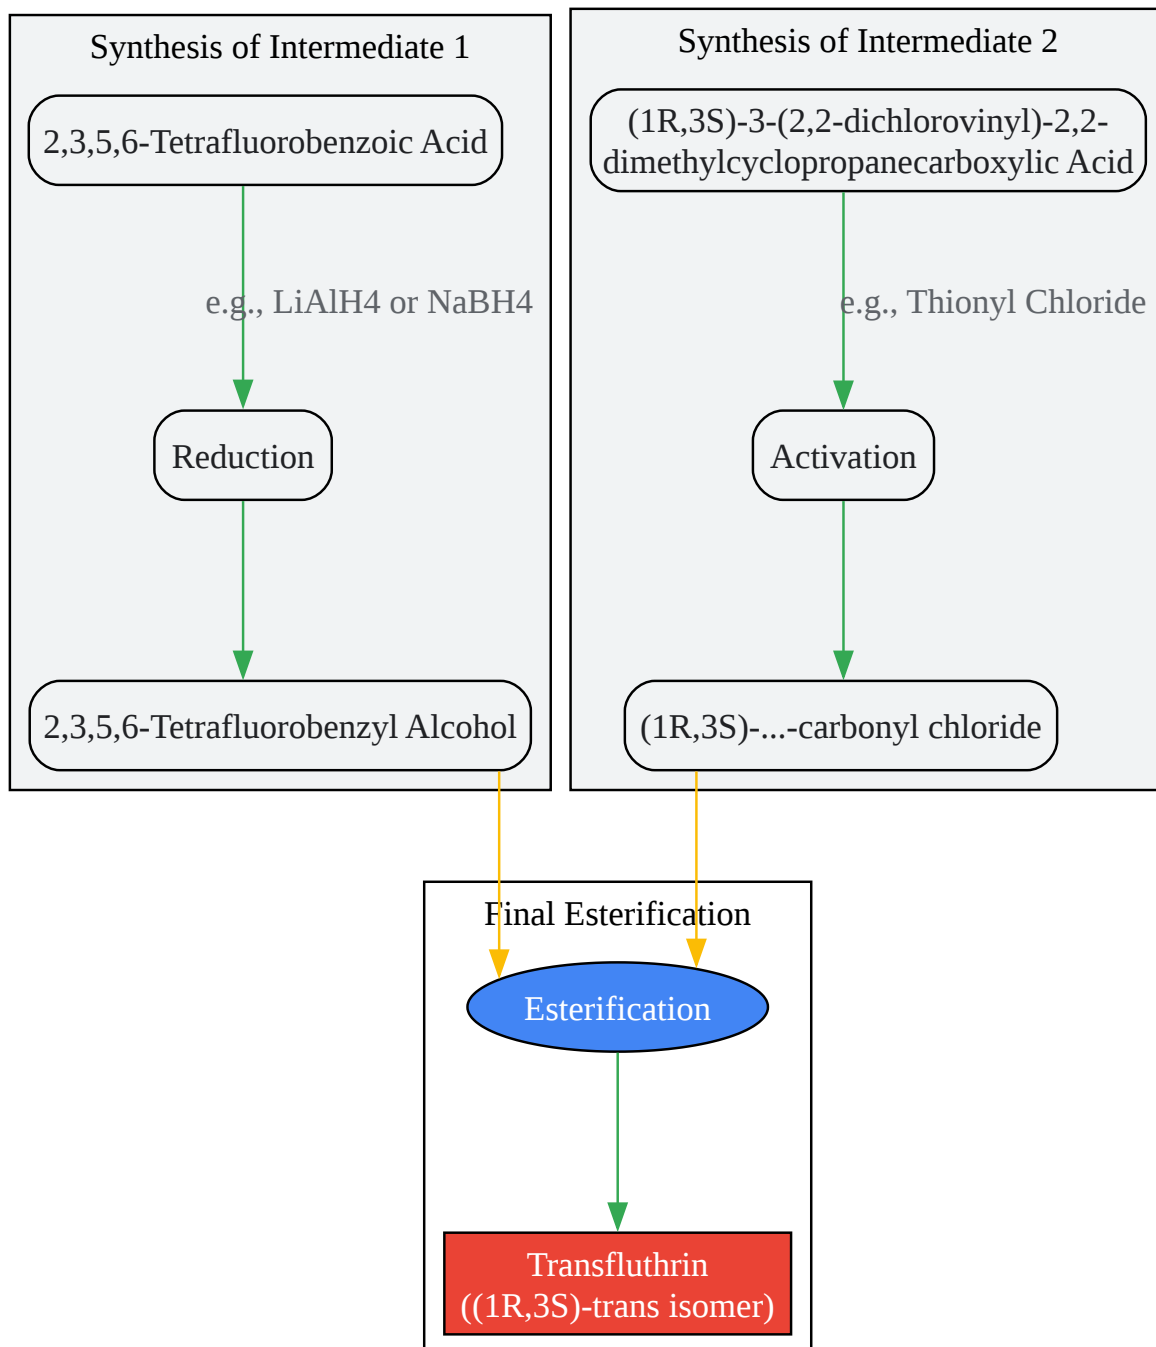 Synthesis of Intermediate 1
2,3,5,6-Tetrafluorobenzoic Acid
e.g., LiAlH4 or NaBH4
Reduction
2,3,5,6-Tetrafluorobenzyl Alcohol
Synthesis of Intermediate 2
(1R,3S)-3-(2,2-dichlorovinyl)-2,2-
dimethylcyclopropanecarboxylic Acid
e.g., Thionyl Chloride
Activation
(1R,3S)-...-carbonyl chloride
Final Esterification
Esterification
Transfluthrin
((1R,3S)-trans isomer)